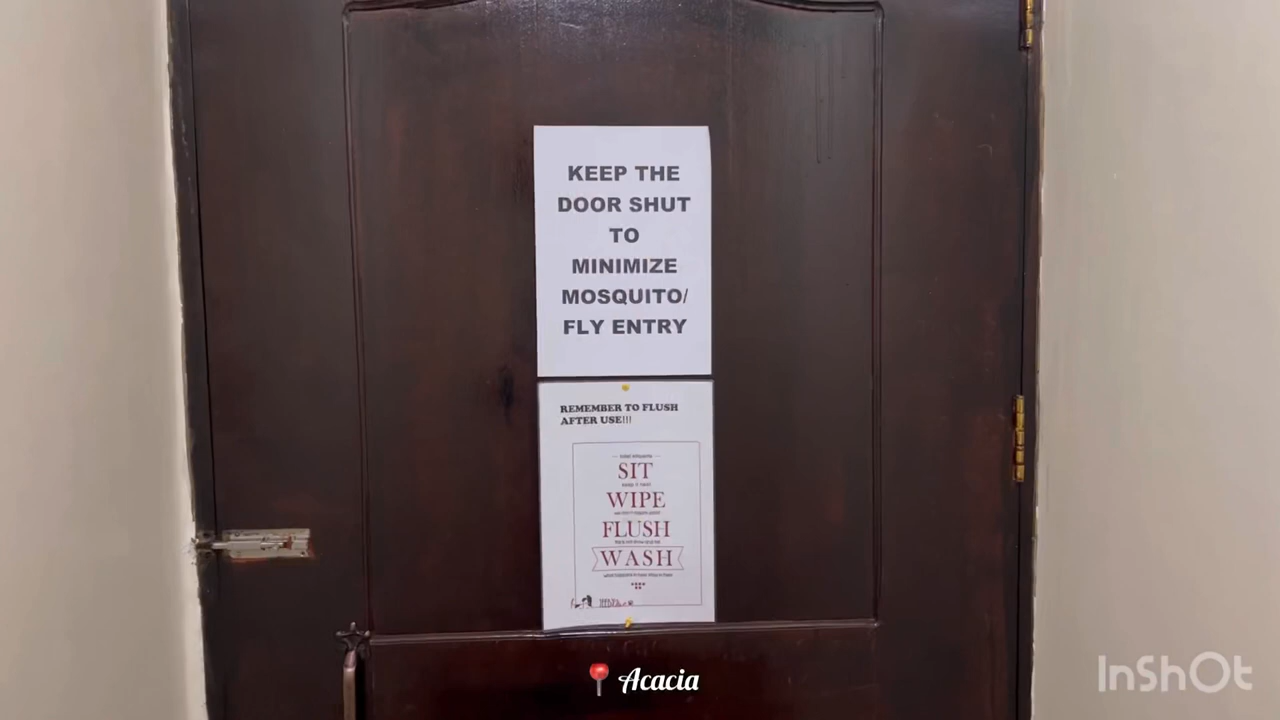 KEEP THE
DOOR SHUT
TO
MINIMIZE
MOSQUITO/
FLY ENTRY
REMEMBER TO FLUSH
AFTER USE!!!
SIT
WIPE
FLUSH
WASH
Acacia
InShOt